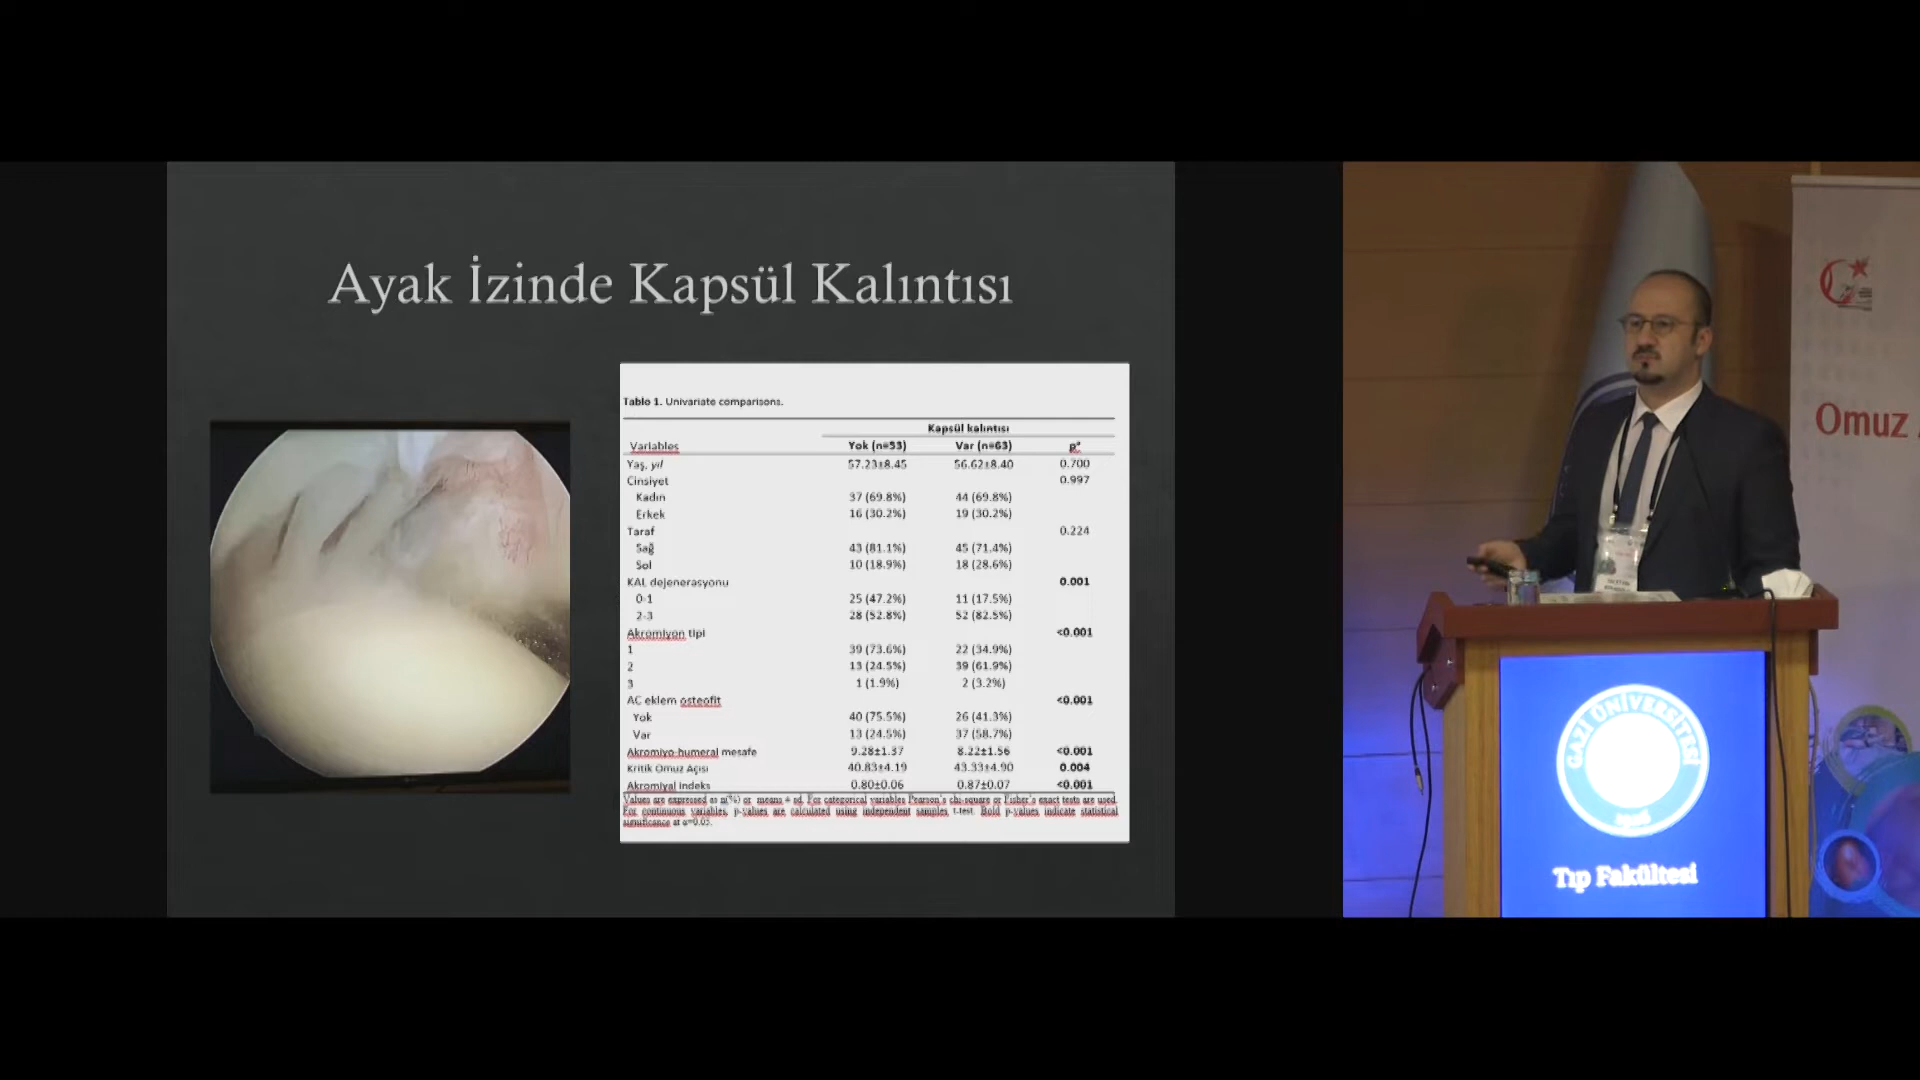 Ayak İzinde Kapsül Kalıntısı
Tablo 1. Univariate comparisons.
Kapsül kalıntısı
Variables Yok (n=53) Var (n=63) pª
Yaş, yıl 57.23±8.45 56.62±8.40 0.700
Cinsiyet 0.997
Kadın 37 (69.8%) 44 (69.8%)
Erkek 16 (30.2%) 19 (30.2%)
Taraf 0.224
Sağ 43 (81.1%) 45 (71.4%)
Sol 10 (18.9%) 18 (28.6%)
KAL dejenerasyonu 0.001
0-1 25 (47.2%) 11 (17.5%)
2-3 28 (52.8%) 52 (82.5%)
Akromiyon tipi <0.001
1 39 (73.6%) 22 (34.9%)
2 13 (24.5%) 39 (61.9%)
3 1 (1.9%) 2 (3.2%)
AC eklem osteofit <0.001
Yok 40 (75.5%) 26 (41.3%)
Var 13 (24.5%) 37 (58.7%)
Akromiyo-humeral mesafe 9.28±1.37 8.22±1.56 <0.001
Kritik Omuz Açısı 40.83±4.19 43.33±4.90 0.004
Akromiyal indeks 0.80±0.06 0.87±0.07 <0.001
Values are expressed as n(%) or means ± sd. For categorical variables Pearson's chi-square or Fisher's exact tests are used.
For continuous variables, p-values are calculated using independent samples t-test. Bold p-values indicate statistical
significance at α=0.05.
Omuz
GAZİ ÜNİVERSİTESİ
Tıp Fakültesi